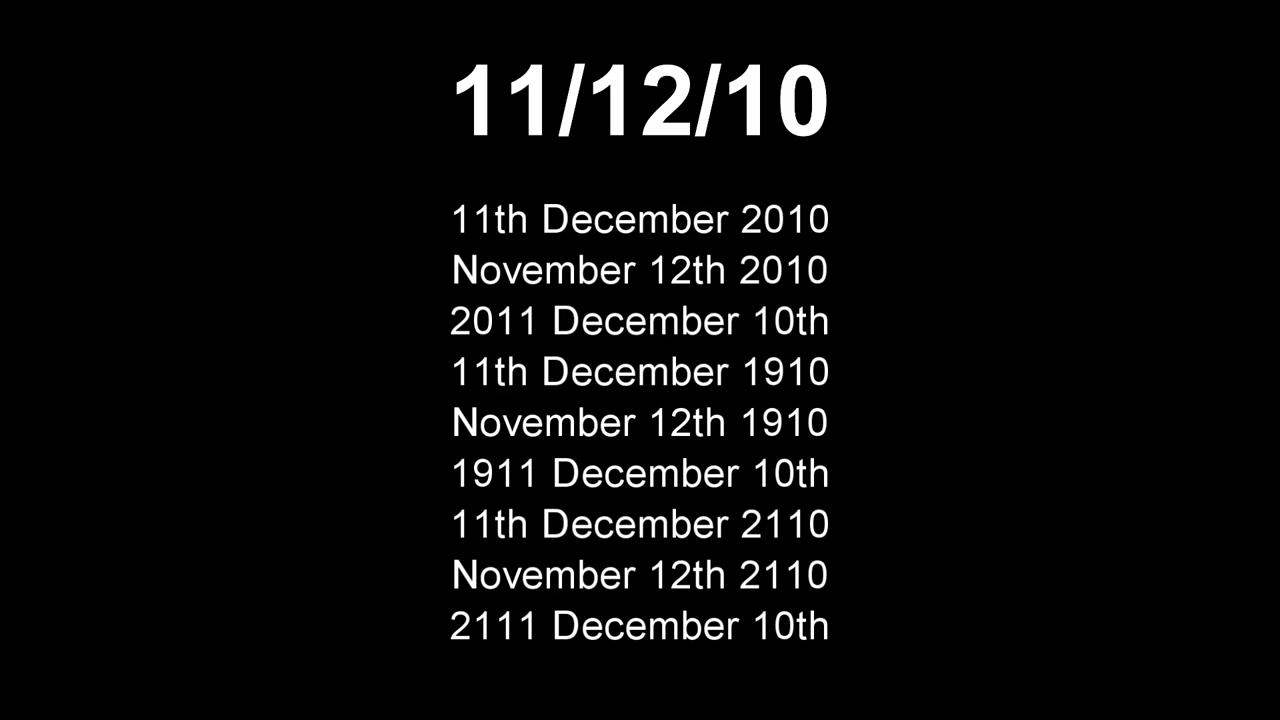 11/12/10
11th December 2010
November 12th 2010
2011 December 10th
11th December 1910
November 12th 1910
1911 December 10th
11th December 2110
November 12th 2110
2111 December 10th